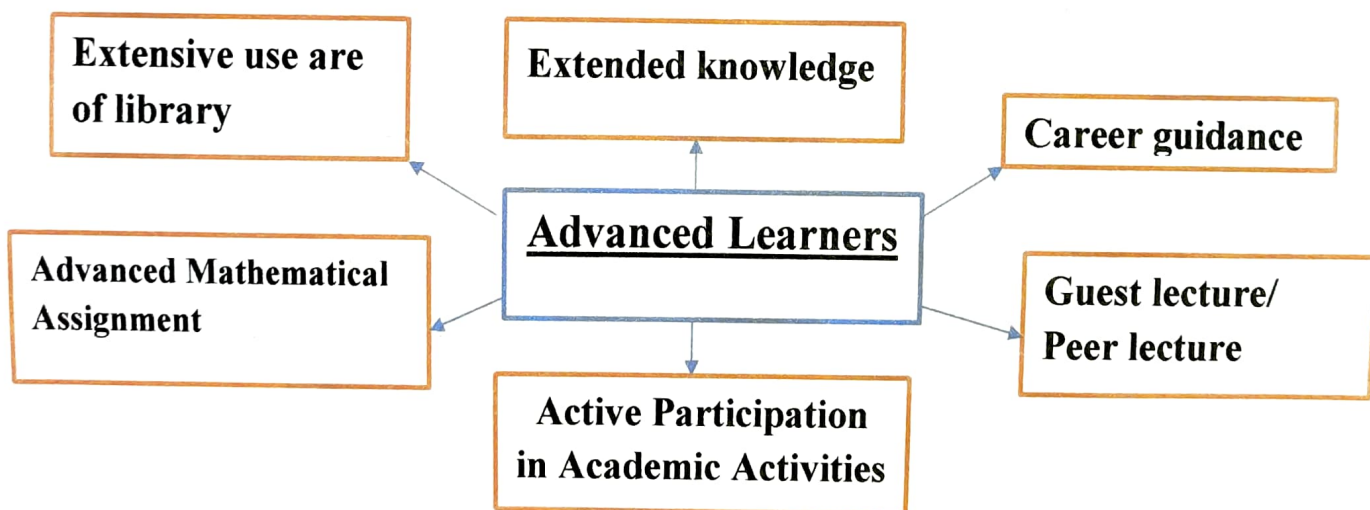 Extensive use are
of library
Extended knowledge
Career guidance
Advanced Learners
Advanced Mathematical
Assignment
Guest lecture/
Peer lecture
Active Participation
in Academic Activities